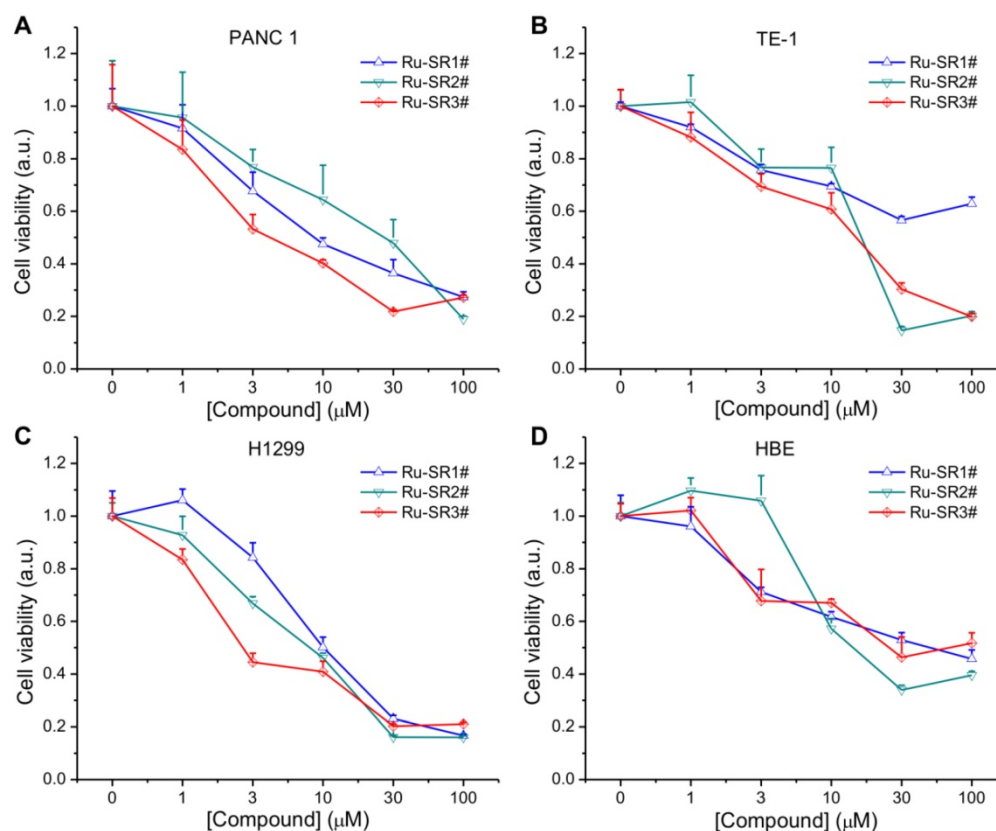 A
PANC 1
Ru-SR1#
Ru-SR2#
Ru-SR3#
Cell viability (a.u.)
1.2
1.0
0.8
0.6
0.4
0.2
0.0
0 1 3 10 30 100
[Compound] (μM)
B
TE-1
Ru-SR1#
Ru-SR2#
Ru-SR3#
Cell viability (a.u.)
1.2
1.0
0.8
0.6
0.4
0.2
0.0
0 1 3 10 30 100
[Compound] (μM)
C
H1299
Ru-SR1#
Ru-SR2#
Ru-SR3#
Cell viability (a.u.)
1.2
1.0
0.8
0.6
0.4
0.2
0.0
0 1 3 10 30 100
[Compound] (μM)
D
HBE
Ru-SR1#
Ru-SR2#
Ru-SR3#
Cell viability (a.u.)
1.2
1.0
0.8
0.6
0.4
0.2
0.0
0 1 3 10 30 100
[Compound] (μM)